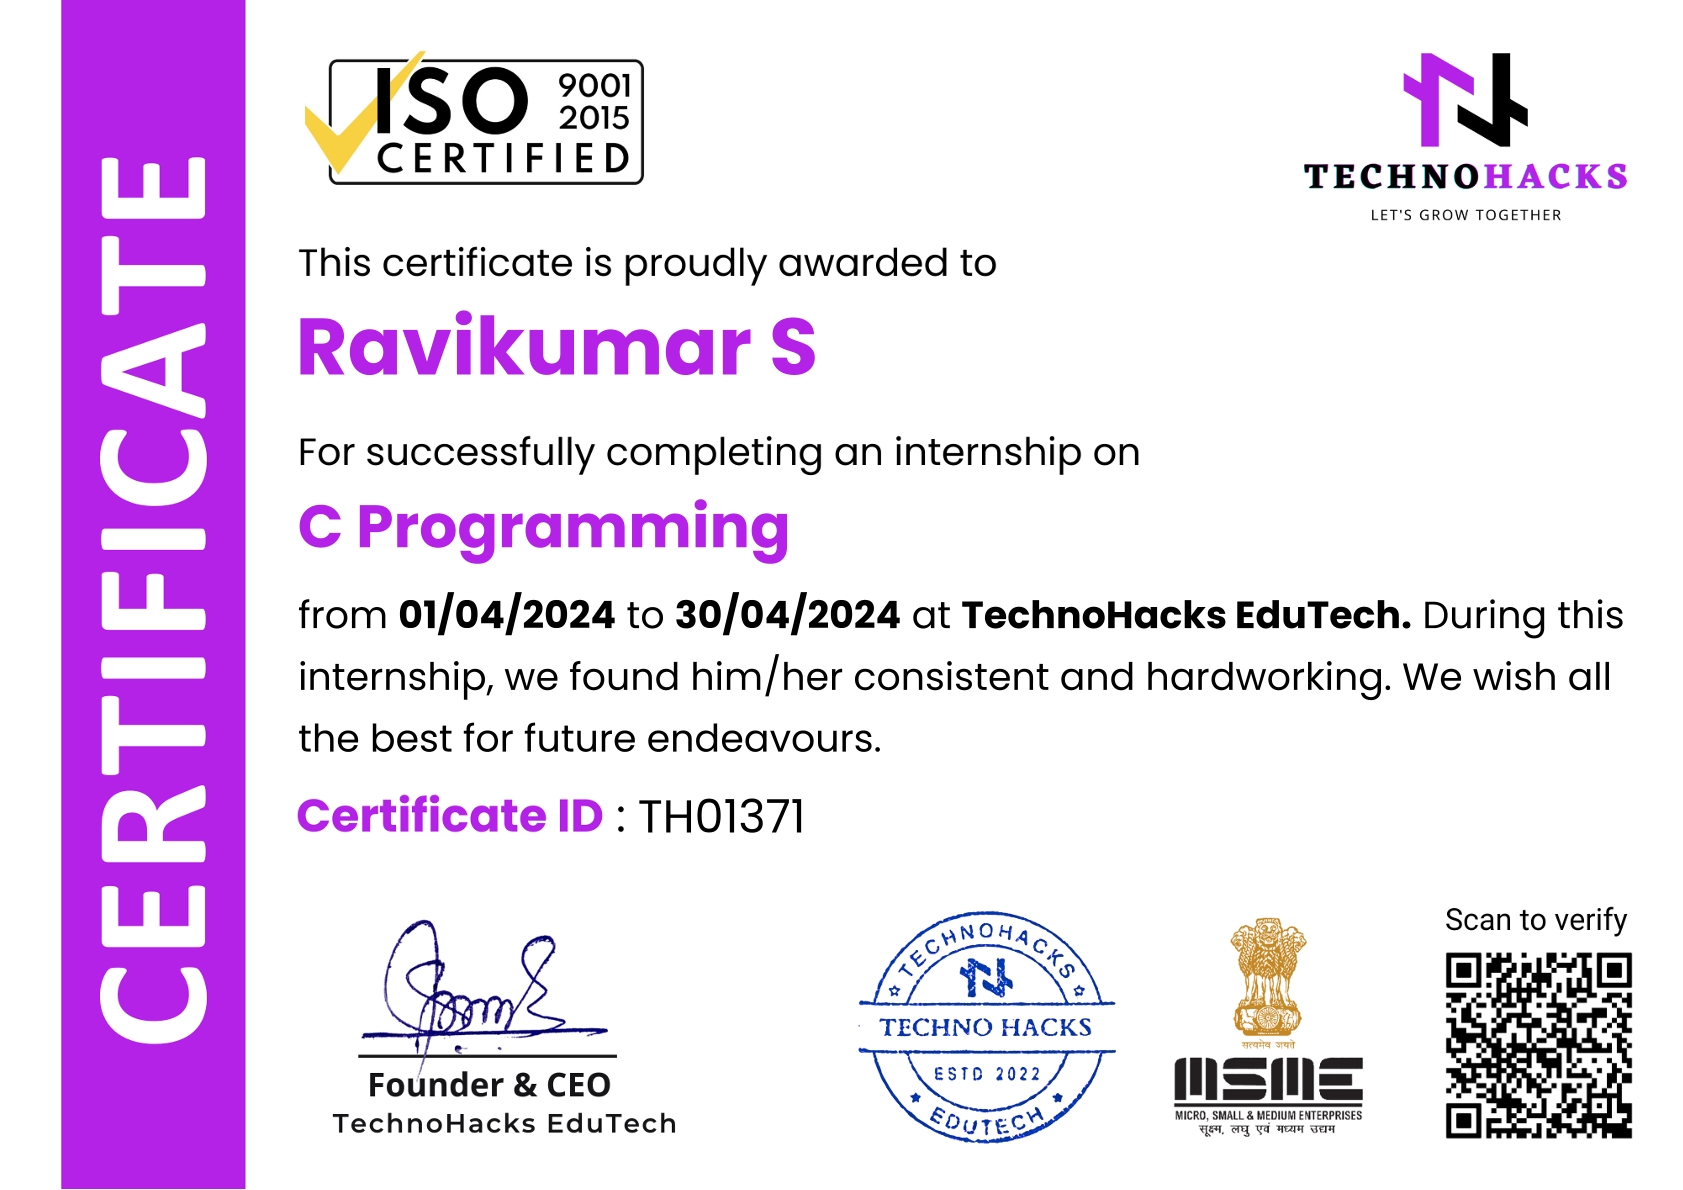 CERTIFICATE
ISO 9001
2015
CERTIFIED
TECHNOHACKS
LET'S GROW TOGETHER
This certificate is proudly awarded to
Ravikumar S
For successfully completing an internship on
C Programming
from 01/04/2024 to 30/04/2024 at TechnoHacks EduTech. During this
internship, we found him/her consistent and hardworking. We wish all
the best for future endeavours.
Certificate ID : TH01371
Founder & CEO
TechnoHacks EduTech
TECHNOHACKS
TECHNO HACKS
ESTD 2022
EDUTECH
सत्यमेव जयते
MSME
MICRO, SMALL & MEDIUM ENTERPRISES
सूक्ष्म, लघु एवं मध्यम उद्यम
Scan to verify